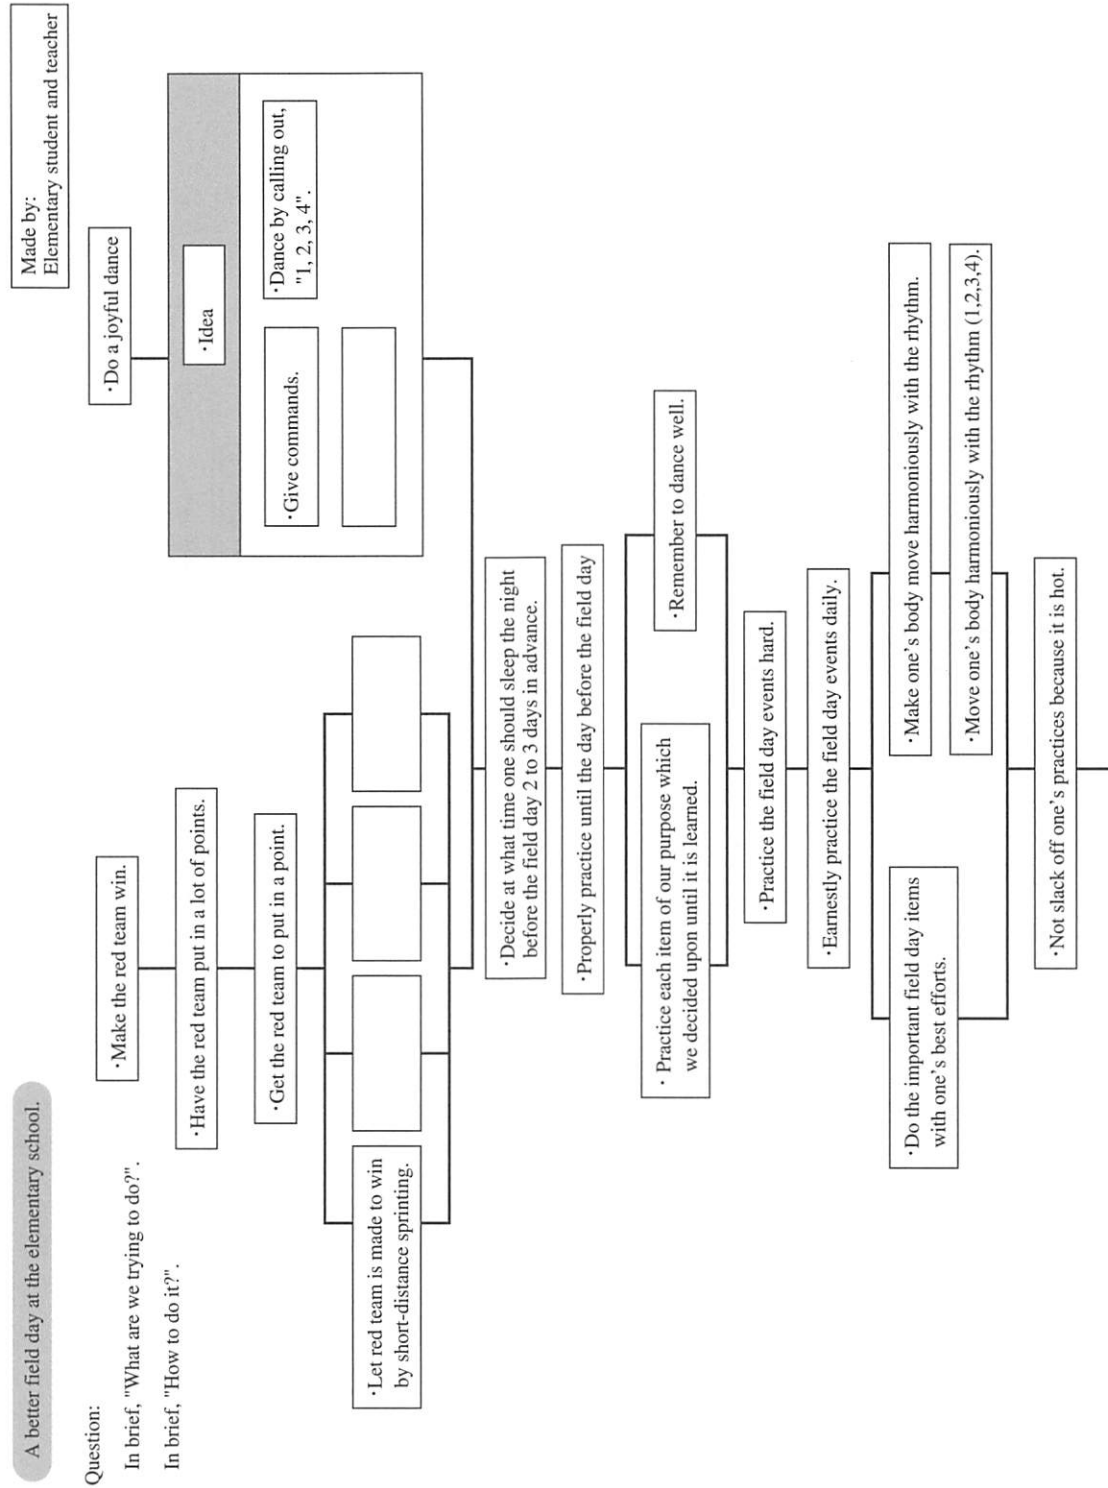 A better field day at the elementary school.
Made by:
Elementary student and teacher
Question:
In brief, "What are we trying to do?".
In brief, "How to do it?".
·Make the red team win.
·Have the red team put in a lot of points.
·Get the red team to put in a point.
·Let red team is made to win
by short-distance sprinting.
·Do a joyful dance
·Idea
·Give commands.
·Dance by calling out,
"1, 2, 3, 4".
·Decide at what time one should sleep the night
before the field day 2 to 3 days in advance.
·Properly practice until the day before the field day
· Practice each item of our purpose which
we decided upon until it is learned.
·Remember to dance well.
·Practice the field day events hard.
·Earnestly practice the field day events daily.
·Do the important field day items
with one's best efforts.
·Make one's body move harmoniously with the rhythm.
·Move one's body harmoniously with the rhythm (1,2,3,4).
·Not slack off one's practices because it is hot.